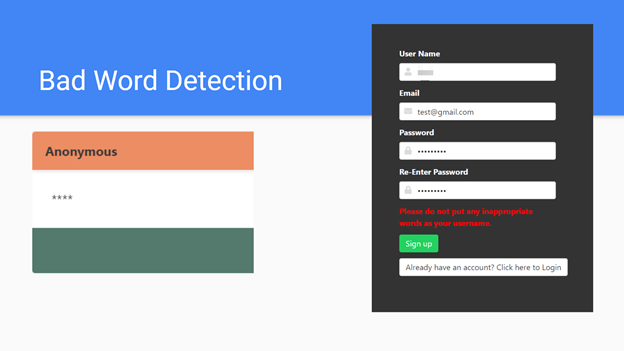 Bad Word Detection
Anonymous
****
User Name
Email
test@gmail.com
Password
•••••••••
Re-Enter Password
•••••••••
Please do not put any inappropriate
words as your username.
Sign up
Already have an account? Click here to Login